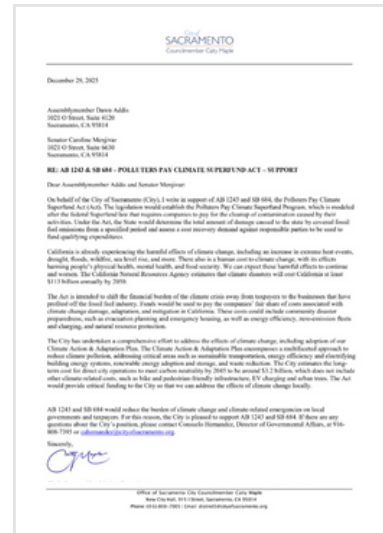 City of
SACRAMENTO
Councilmember Caity Maple
December 29, 2025
Assemblymember Dawn Addis
1021 O Street, Suite 4120
Sacramento, CA 95814
Senator Caroline Menjivar
1021 O Street, Suite 6630
Sacramento, CA 95814
RE: AB 1243 & SB 684 – POLLUTERS PAY CLIMATE SUPERFUND ACT – SUPPORT
Dear Assemblymember Addis and Senator Menjivar:
On behalf of the City of Sacramento (City), I write in support of AB 1243 and SB 684, the Polluters Pay Climate
Superfund Act (Act). The legislation would establish the Polluters Pay Climate Superfund Program, which is modeled
after the federal Superfund law that requires companies to pay for the cleanup of contamination caused by their
activities. Under the Act, the State would determine the total amount of damage caused to the state by covered fossil
fuel emissions from a specified period and assess a cost recovery demand against responsible parties to be used to
fund qualifying expenditures.
California is already experiencing the harmful effects of climate change, including an increase in extreme heat events,
drought, floods, wildfire, sea level rise, and more. There also is a human cost to climate change, with its effects
harming people's physical health, mental health, and food security. We can expect these harmful effects to continue
and worsen. The California Natural Resources Agency estimates that climate disasters will cost California at least
$113 billion annually by 2050.
The Act is intended to shift the financial burden of the climate crisis away from taxpayers to the businesses that have
profited off the fossil fuel industry. Funds would be used to pay the companies' fair share of costs associated with
climate change damage, adaptation, and mitigation in California. These costs could include community disaster
preparedness, such as evacuation planning and emergency housing, as well as energy efficiency, zero-emission fleets
and charging, and natural resource protection.
The City has undertaken a comprehensive effort to address the effects of climate change, including adoption of our
Climate Action & Adaptation Plan. The Climate Action & Adaptation Plan encompasses a multifaceted approach to
reduce climate pollution, addressing critical areas such as sustainable transportation, energy efficiency and electrifying
building energy systems, renewable energy adoption and storage, and waste reduction. The City estimates the long-
term cost for direct city operations to meet carbon neutrality by 2045 to be around $3.2 billion, which does not include
other climate related costs, such as bike and pedestrian friendly infrastructure, EV charging and urban trees. The Act
would provide critical funding to the City so that we can address the effects of climate change locally.
AB 1243 and SB 684 would reduce the burden of climate change and climate-related emergencies on local
governments and taxpayers. If or this reason, the City is pleased to support AB 1243 and SB 684. If there are any
questions about the City's position, please contact Consuelo Hernandez, Director of Governmental Affairs, at 916-
808-7395 or cahernandez@cityofsacramento.org.
Sincerely,
Office of Sacramento City Councilmember Caity Maple
New City Hall, 915 I Street, Sacramento, CA 95814